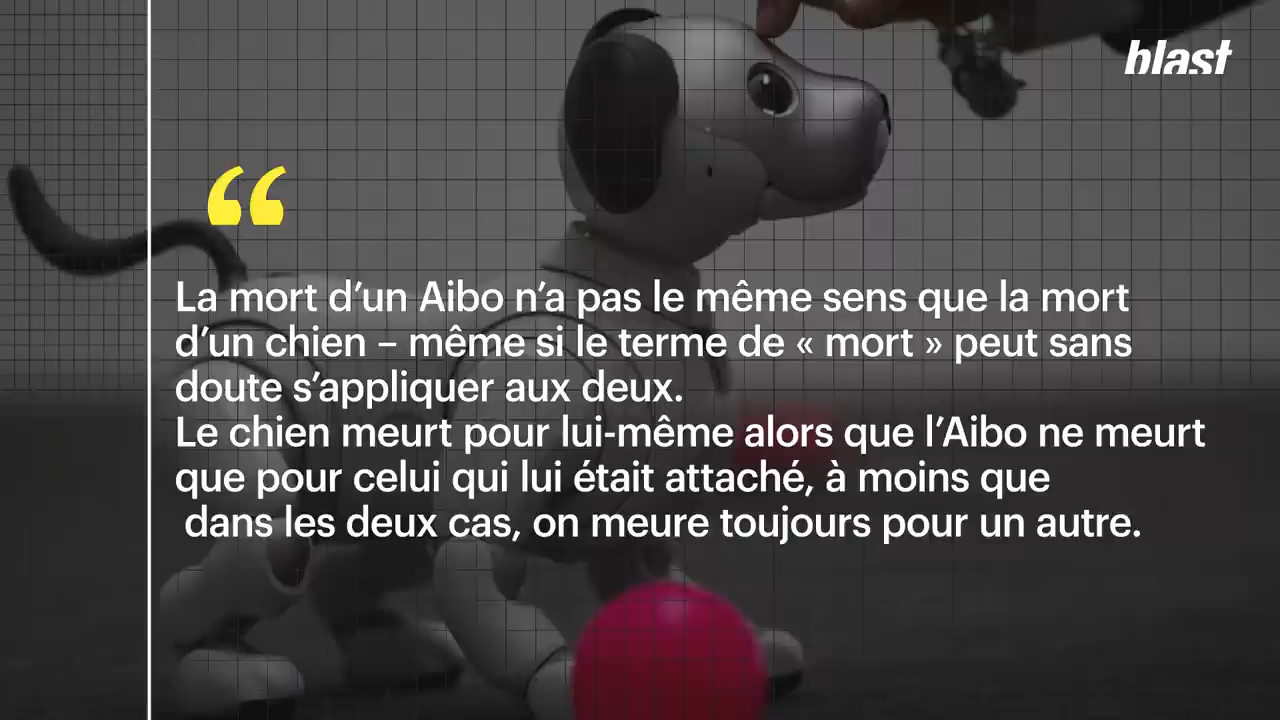 blast
“
La mort d’un Aibo n’a pas le même sens que la mort
d’un chien – même si le terme de « mort » peut sans
doute s’appliquer aux deux.
Le chien meurt pour lui-même alors que l’Aibo ne meurt
que pour celui qui lui était attaché, à moins que
dans les deux cas, on meure toujours pour un autre.